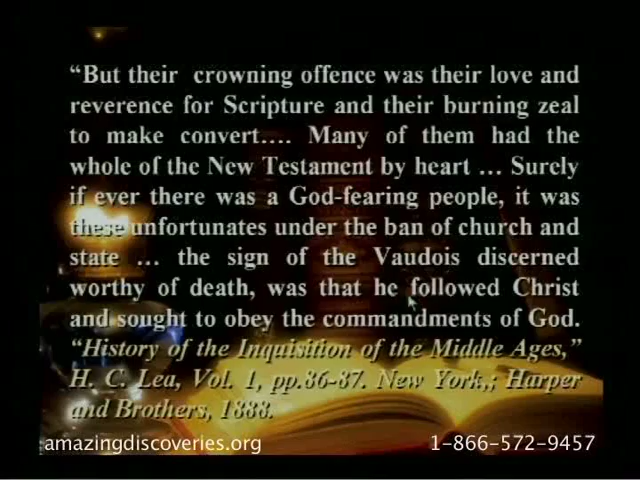 “But their crowning offence was their love and
reverence for Scripture and their burning zeal
to make convert…. Many of them had the
whole of the New Testament by heart … Surely
if ever there was a God-fearing people, it was
these unfortunates under the ban of church and
state … the sign of the Vaudois discerned
worthy of death, was that he followed Christ
and sought to obey the commandments of God.
“History of the Inquisition of the Middle Ages,”
H. C. Lea, Vol. 1, pp.86-87. New York,; Harper
and Brothers, 1888.
amazingdiscoveries.org 1-866-572-9457